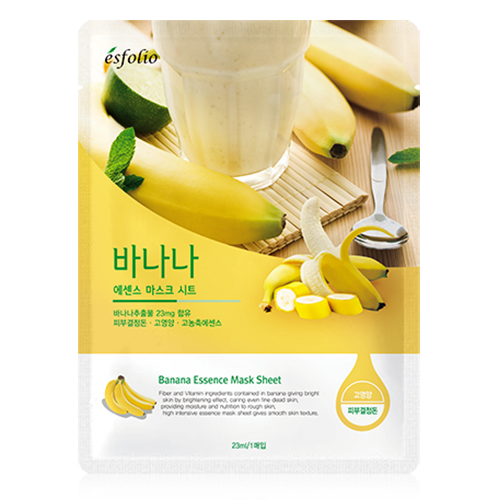 ésfolio
바나나
에센스 마스크 시트
바나나추출물 23mg 함유
피부결정돈 · 고영양 · 고농축에센스
Banana Essence Mask Sheet
Fiber and Vitamin ingredients contained in banana giving bright
skin by brightening effect, caring even fine dead skin,
providing moisture and nutrition to rough skin,
high intensive essence mask sheet gives smooth skin texture.
고영양
피부결정돈
23ml/1매입